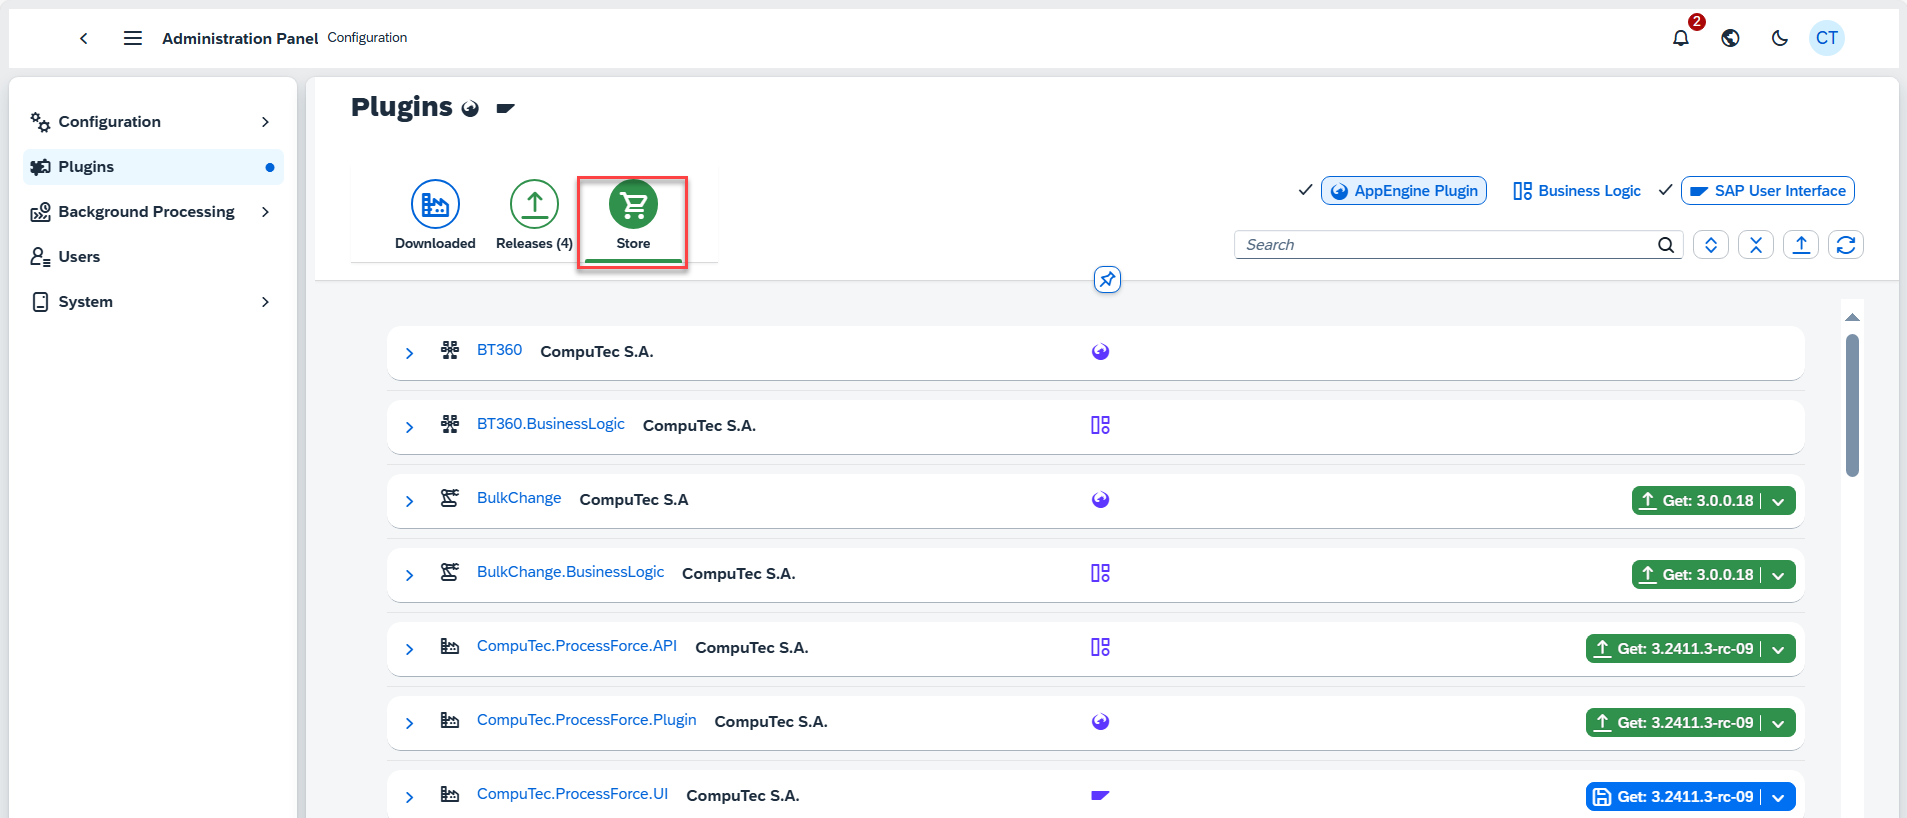 Administration Panel Configuration
2
CT
Configuration
Plugins
Background Processing
Users
System
Plugins
Downloaded
Releases (4)
Store
AppEngine Plugin
Business Logic
SAP User Interface
Search
BT360 CompuTec S.A.
BT360.BusinessLogic CompuTec S.A.
BulkChange CompuTec S.A Get: 3.0.0.18
BulkChange.BusinessLogic CompuTec S.A. Get: 3.0.0.18
CompuTec.ProcessForce.API CompuTec S.A. Get: 3.2411.3-rc-09
CompuTec.ProcessForce.Plugin CompuTec S.A. Get: 3.2411.3-rc-09
CompuTec.ProcessForce.UI CompuTec S.A. Get: 3.2411.3-rc-09